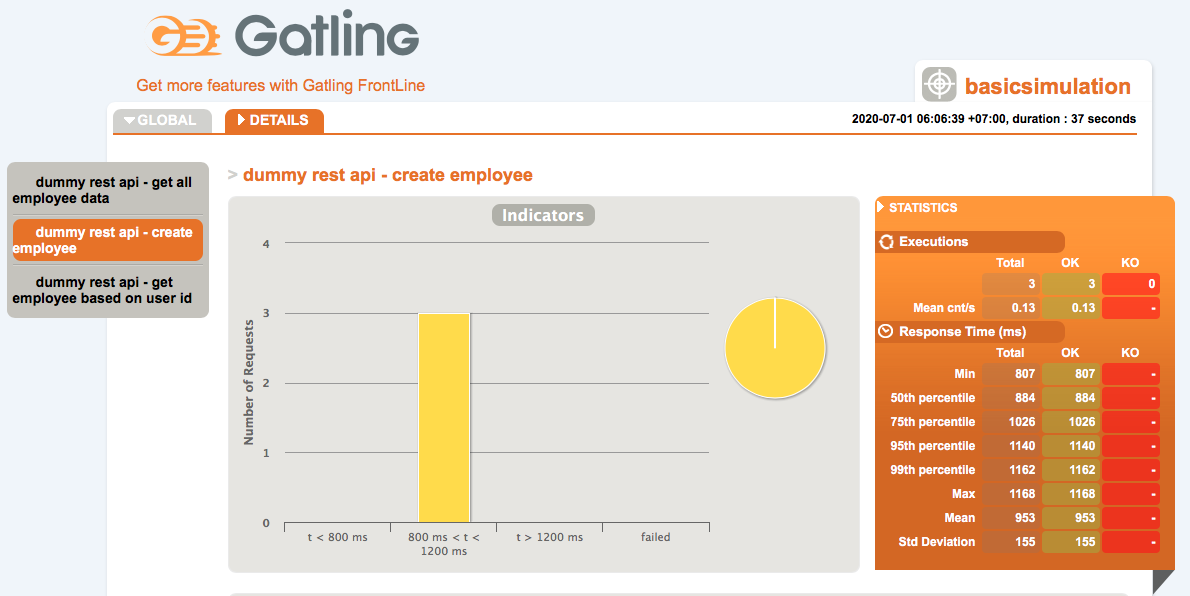 Gatling
Get more features with Gatling FrontLine
basicsimulation
GLOBAL
DETAILS
2020-07-01 06:06:39 +07:00, duration : 37 seconds
dummy rest api - get all
employee data
dummy rest api - create
employee
dummy rest api - get
employee based on user id
> dummy rest api - create employee
Indicators
Number of Requests
4
3
2
1
0
t < 800 ms
800 ms < t <
1200 ms
t > 1200 ms
failed
STATISTICS
Executions
Total OK KO
3 3 0
Mean cnt/s 0.13 0.13 -
Response Time (ms)
Total OK KO
Min 807 807 -
50th percentile 884 884 -
75th percentile 1026 1026 -
95th percentile 1140 1140 -
99th percentile 1162 1162 -
Max 1168 1168 -
Mean 953 953 -
Std Deviation 155 155 -